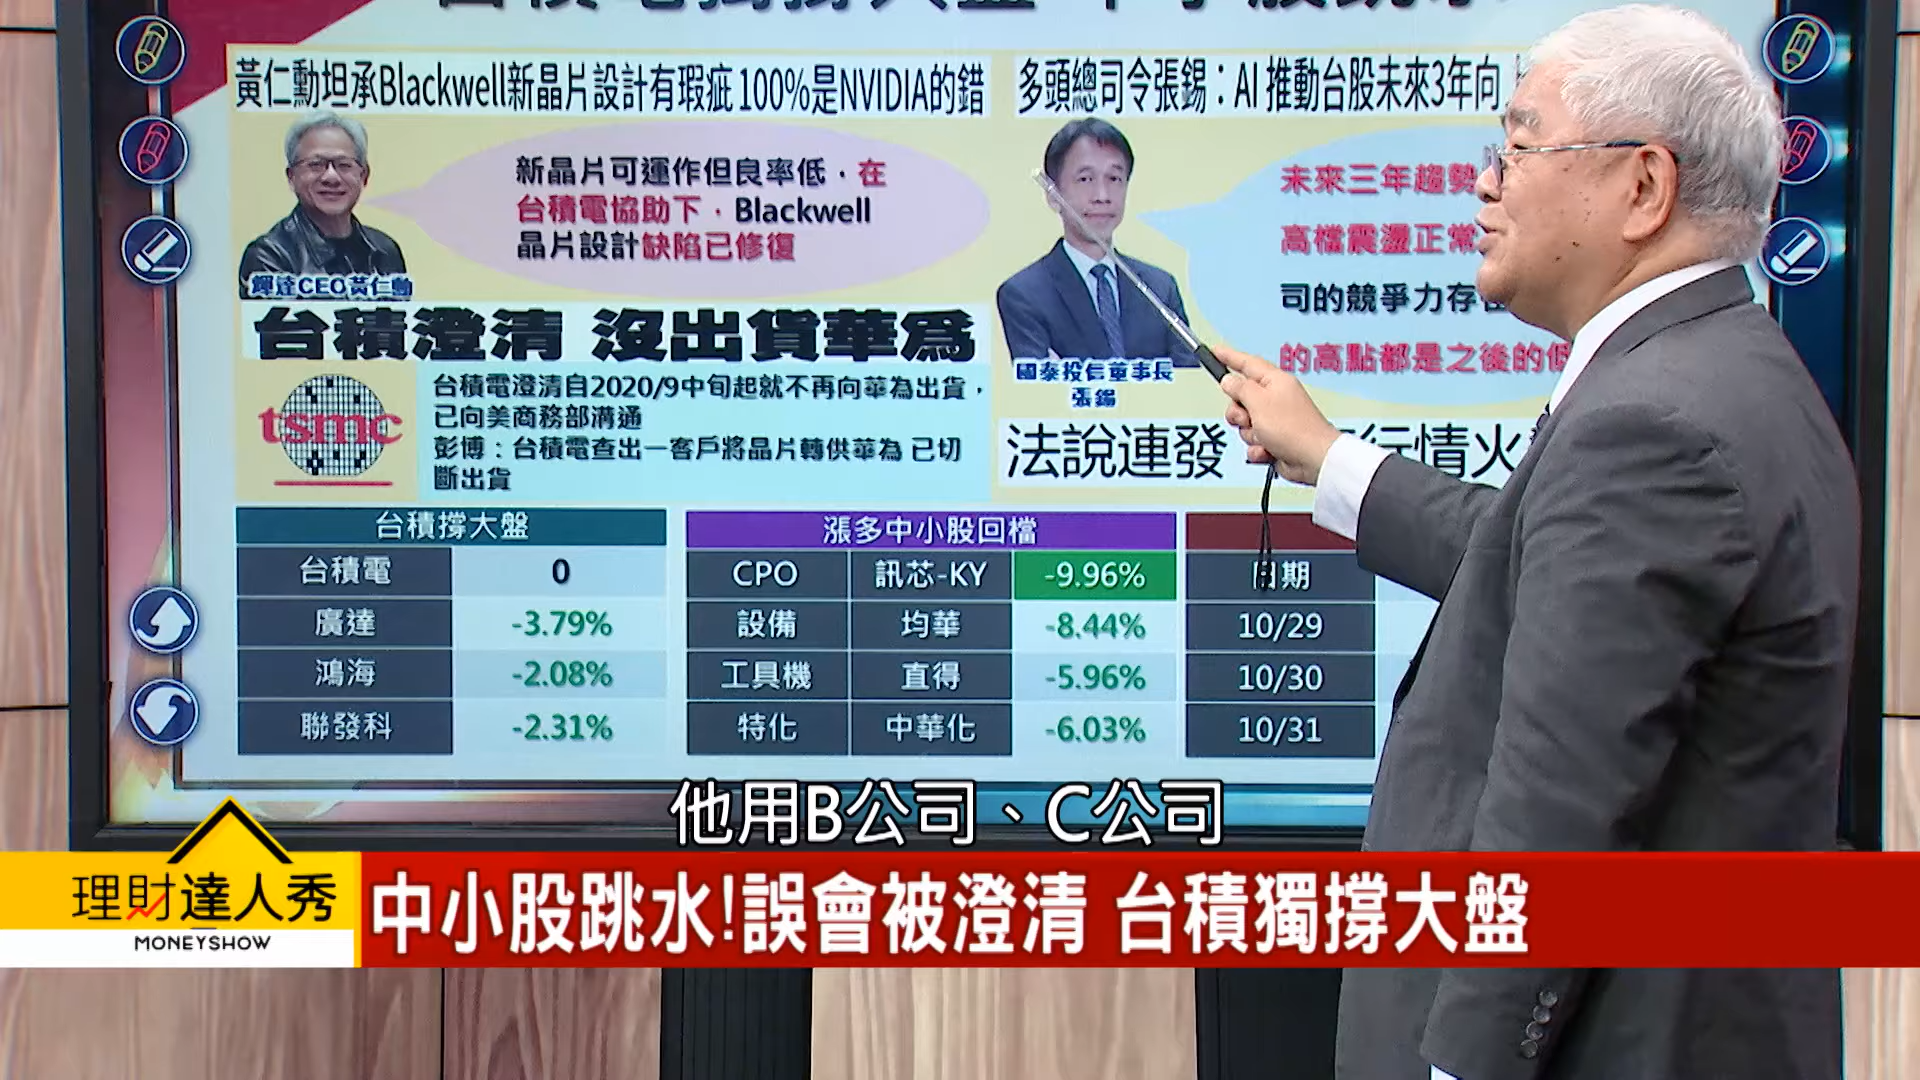 黃仁勳坦承Blackwell新晶片設計有瑕疵 100%是NVIDIA的錯
新晶片可運作但良率低，在
台積電協助下，Blackwell
晶片設計缺陷已修復
輝達CEO黃仁勳
台積澄清 沒出貨華為
tsmc
台積電澄清自2020/9中旬起就不再向華為出貨，
已向美商務部溝通
彭博：台積電查出一客戶將晶片轉供華為 已切
斷出貨
多頭總司令張錫：AI 推動台股未來3年向
未來三年趨勢
高檔震盪正常
司的競爭力存
的高點都是之後的低
國泰投信董事長
張錫
法說連發
行情火
台積撐大盤
台積電 0
廣達 -3.79%
鴻海 -2.08%
聯發科 -2.31%
漲多中小股回檔
CPO 訊芯-KY -9.96%
設備 均華 -8.44%
工具機 直得 -5.96%
特化 中華化 -6.03%
日期
10/29
10/30
10/31
他用B公司、C公司
理財達人秀
MONEYSHOW
中小股跳水!誤會被澄清 台積獨撐大盤